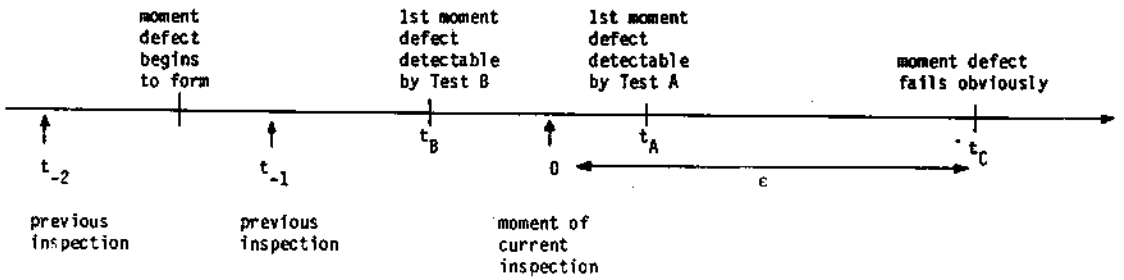 moment
defect
begins
to form
1st moment
defect
detectable
by Test B
1st moment
defect
detectable
by Test A
moment defect
fails obviously
t_B
t_A
t_C
t_-2
t_-1
0
ε
previous
inspection
previous
inspection
moment of
current
inspection